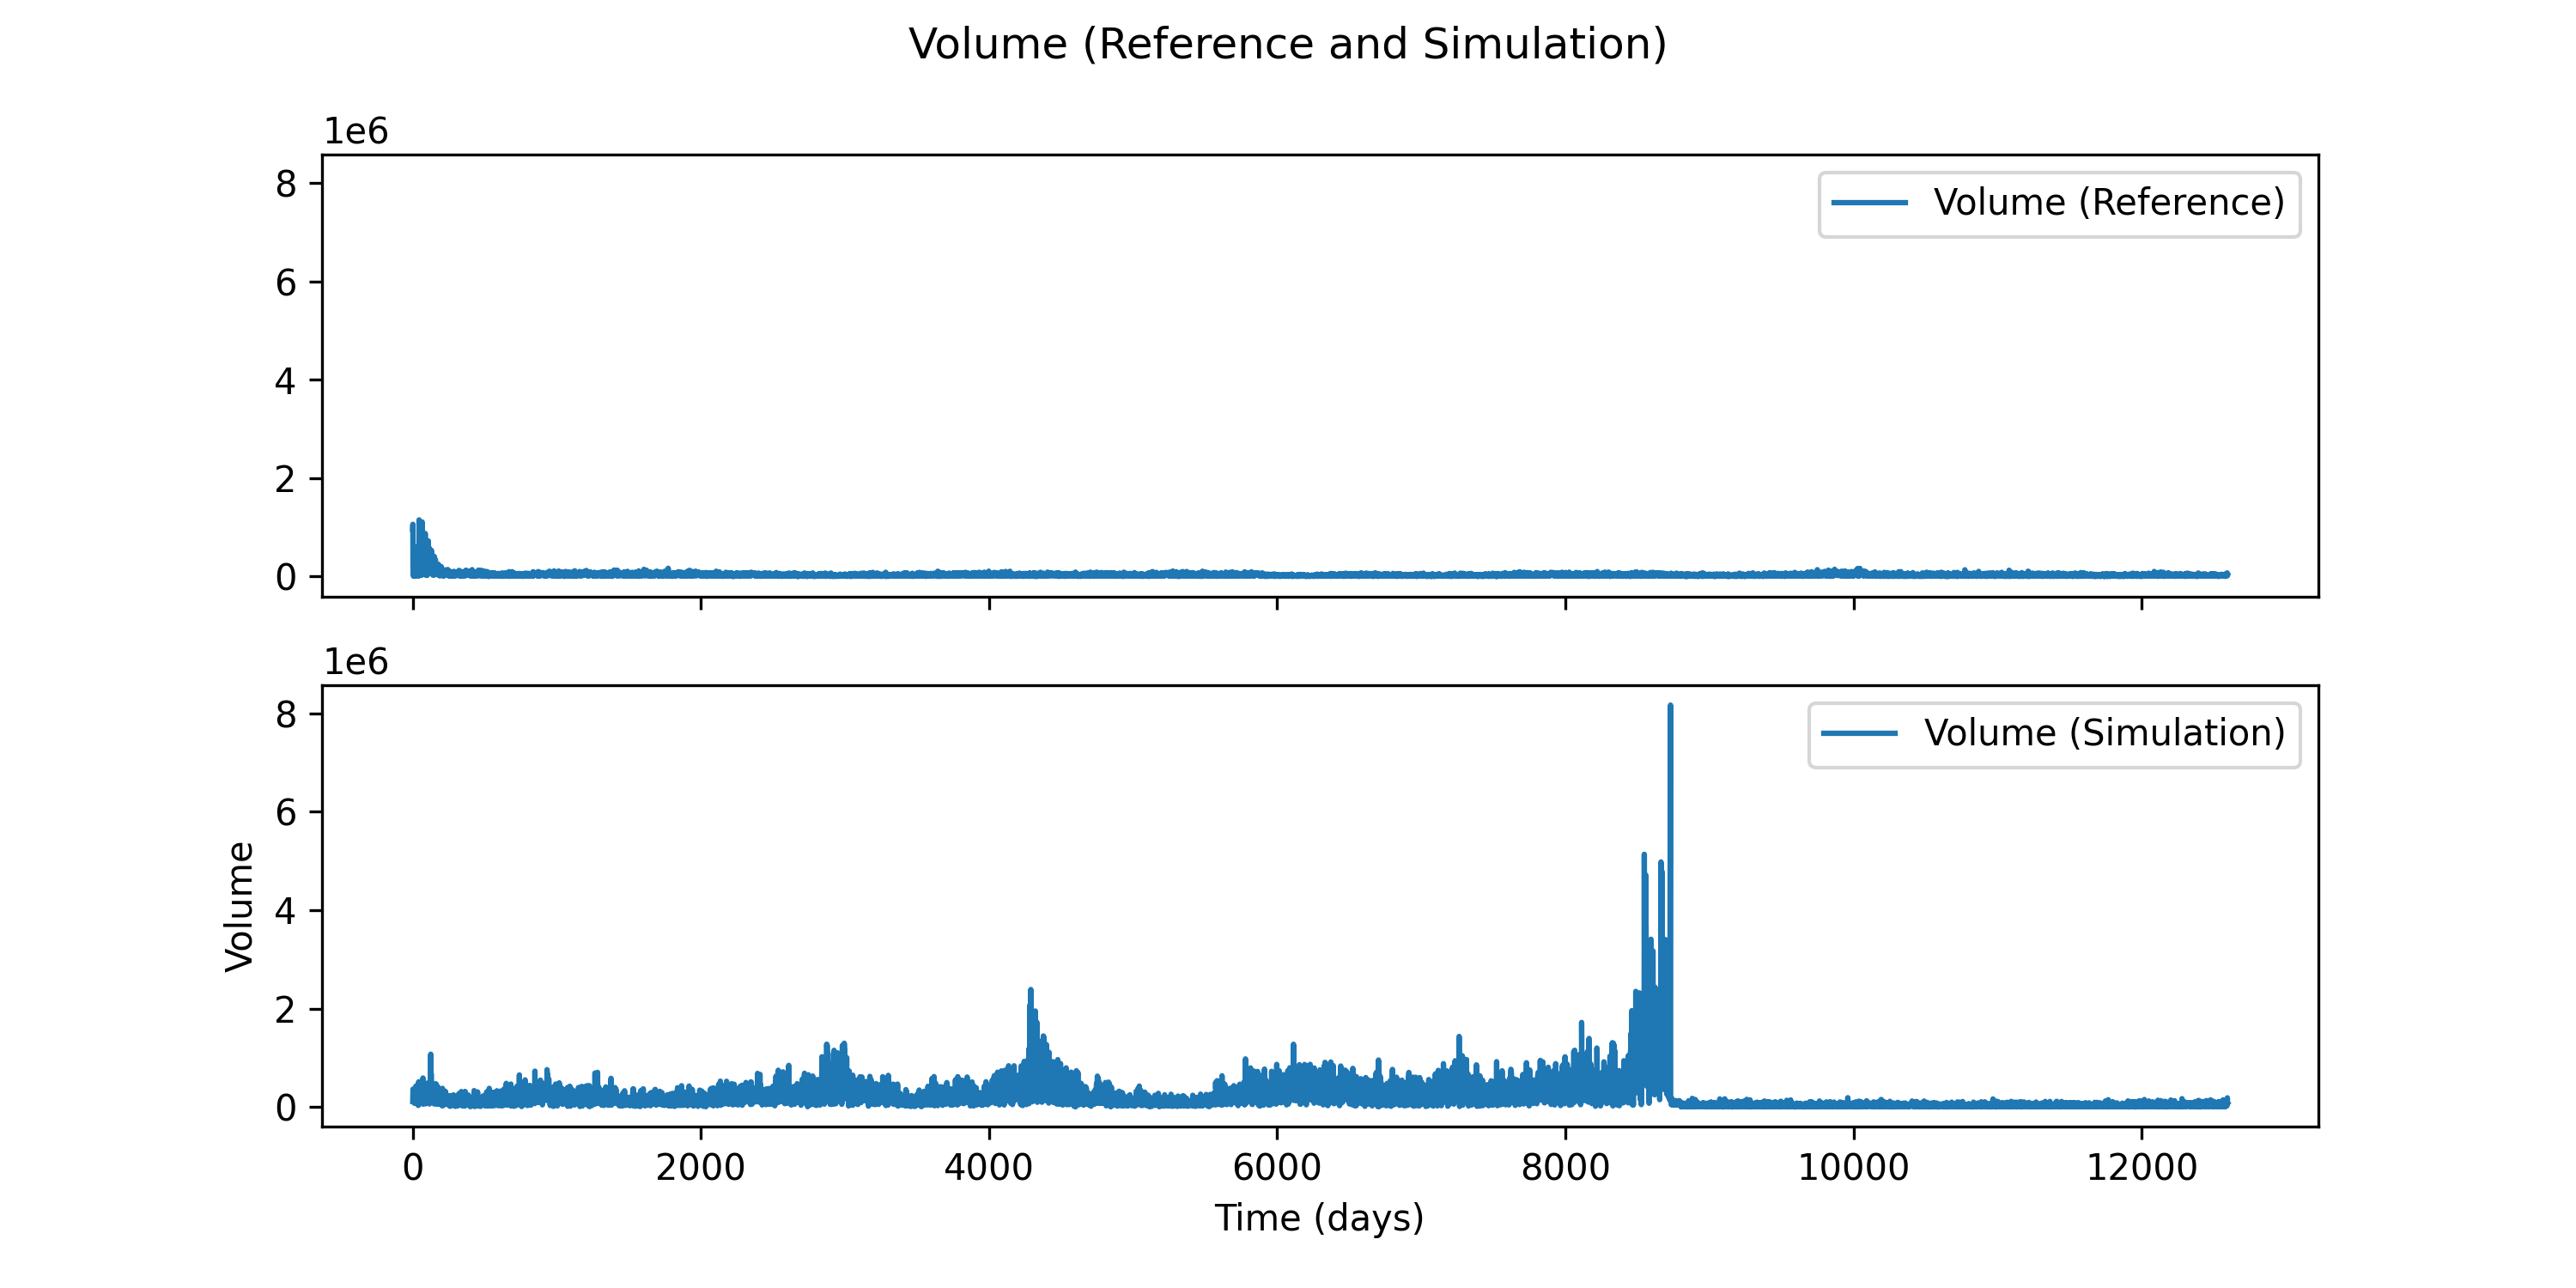 Volume (Reference and Simulation)
1e6
8
6
4
2
0
Volume (Reference)
1e6
8
6
4
2
0
Volume
Volume (Simulation)
0 2000 4000 6000 8000 10000 12000
Time (days)